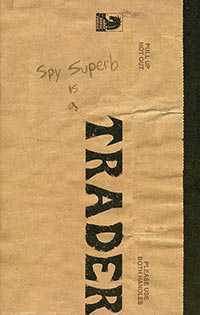 PULL UP
NOT OUT
Spy Superb
is
a
TRADER
PLEASE USE
BOTH HANDLES